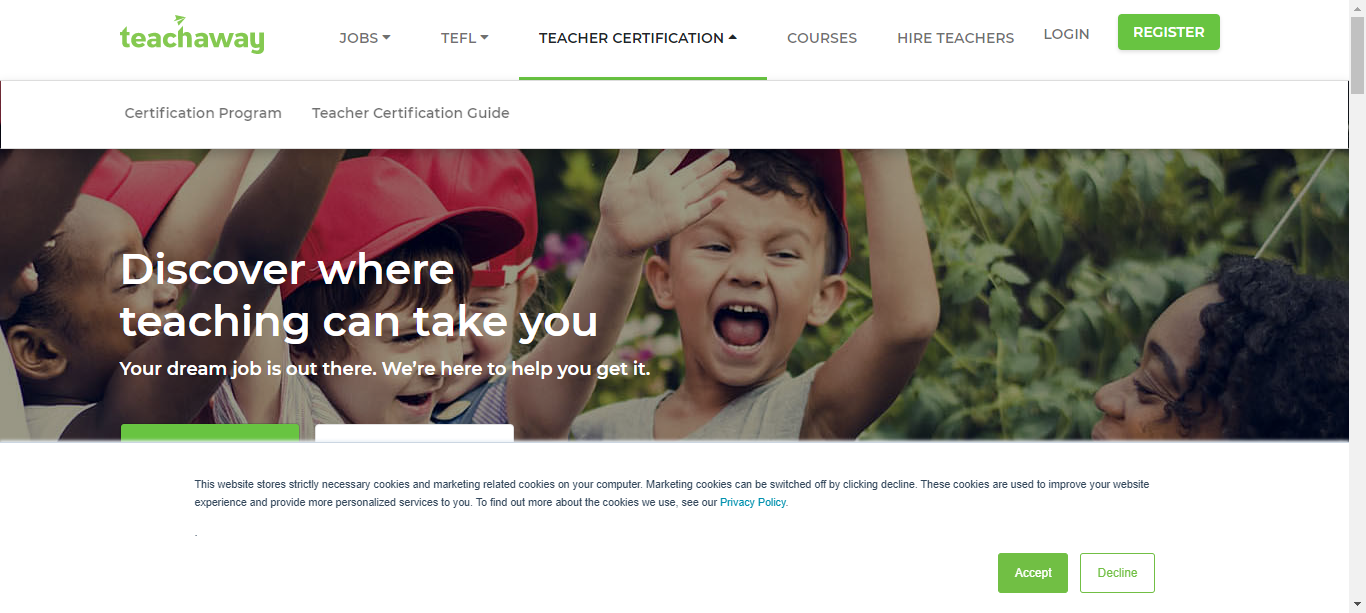 teachaway
JOBS
TEFL
TEACHER CERTIFICATION
COURSES
HIRE TEACHERS
LOGIN
REGISTER
Certification Program
Teacher Certification Guide
Discover where
teaching can take you
Your dream job is out there. We’re here to help you get it.
This website stores strictly necessary cookies and marketing related cookies on your computer. Marketing cookies can be switched off by clicking decline. These cookies are used to improve your website
experience and provide more personalized services to you. To find out more about the cookies we use, see our Privacy Policy.
.
Accept
Decline